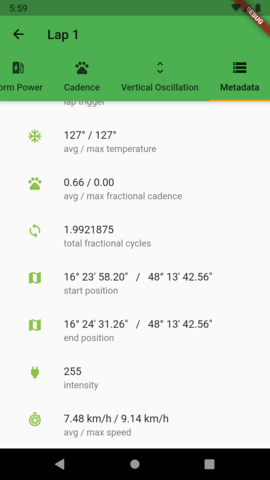 5:59
DEBUG
Lap 1
orm Power
Cadence
Vertical Oscillation
Metadata
lap trigger
127° / 127°
avg / max temperature
0.66 / 0.00
avg / max fractional cadence
1.9921875
total fractional cycles
16° 23' 58.20" / 48° 13' 42.56"
start position
16° 24' 31.26" / 48° 13' 42.56"
end position
255
intensity
7.48 km/h / 9.14 km/h
avg / max speed